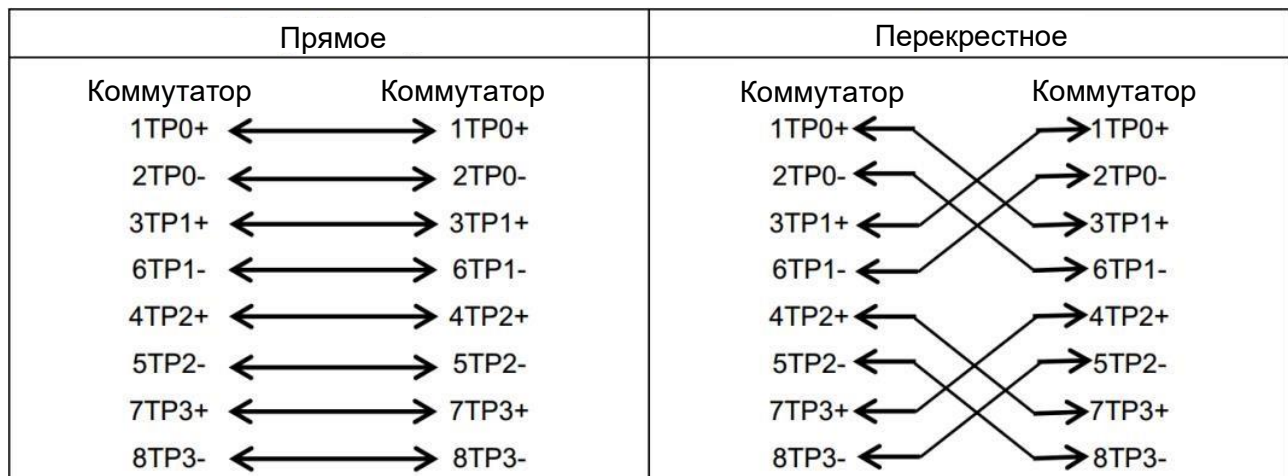 Прямое Перекрестное
Коммутатор Коммутатор Коммутатор Коммутатор
1TP0+ 1TP0+ 1TP0+ 1TP0+
2TP0- 2TP0- 2TP0- 2TP0-
3TP1+ 3TP1+ 3TP1+ 3TP1+
6TP1- 6TP1- 6TP1- 6TP1-
4TP2+ 4TP2+ 4TP2+ 4TP2+
5TP2- 5TP2- 5TP2- 5TP2-
7TP3+ 7TP3+ 7TP3+ 7TP3+
8TP3- 8TP3- 8TP3- 8TP3-